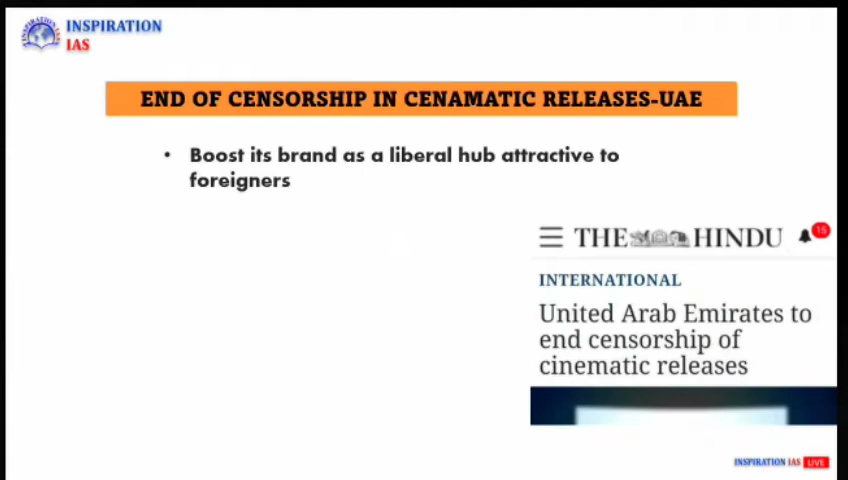 INSPIRATION
IAS
END OF CENSORSHIP IN CENAMATIC RELEASES-UAE
• Boost its brand as a liberal hub attractive to
foreigners
THE HINDU
15
INTERNATIONAL
United Arab Emirates to
end censorship of
cinematic releases
INSPIRATION IAS LIVE